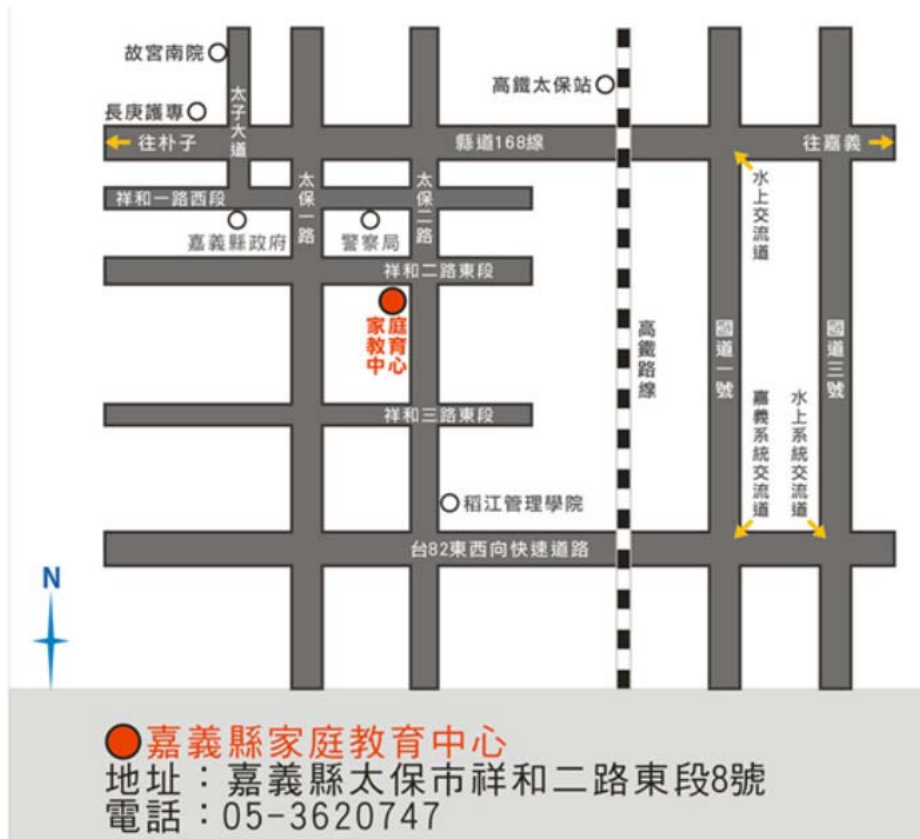 故宮南院
太子大道
高鐵太保站
長庚護專
往朴子
縣道168線
往嘉義
祥和一路西段
太保一路
太保二路
水上交流道
嘉義縣政府
警察局
祥和二路東段
家庭
教育
中心
高鐵路線
國道一號
國道三號
祥和三路東段
嘉義系統交流道
水上系統交流道
稻江管理學院
台82東西向快速道路
N
嘉義縣家庭教育中心
地址：嘉義縣太保市祥和二路東段8號
電話：05-3620747